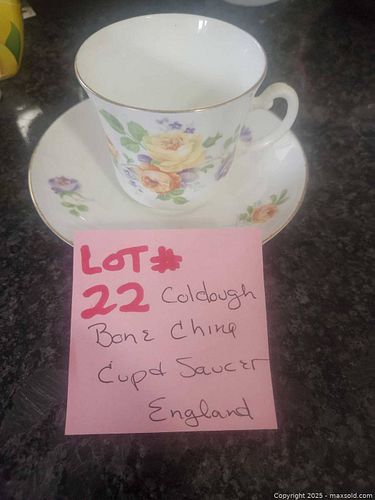 LOT #
22 Coldough
Bone China
Cup & Saucer
England
Copyright 2025 - maxsold.com